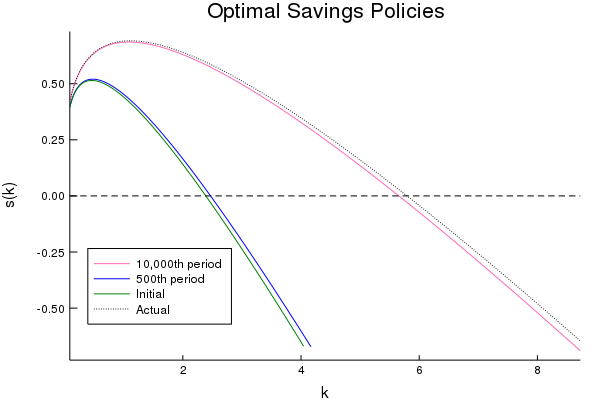 Optimal Savings Policies
s(k)
0.50
0.25
0.00
-0.25
-0.50
10,000th period
500th period
Initial
Actual
2 4 6 8
k